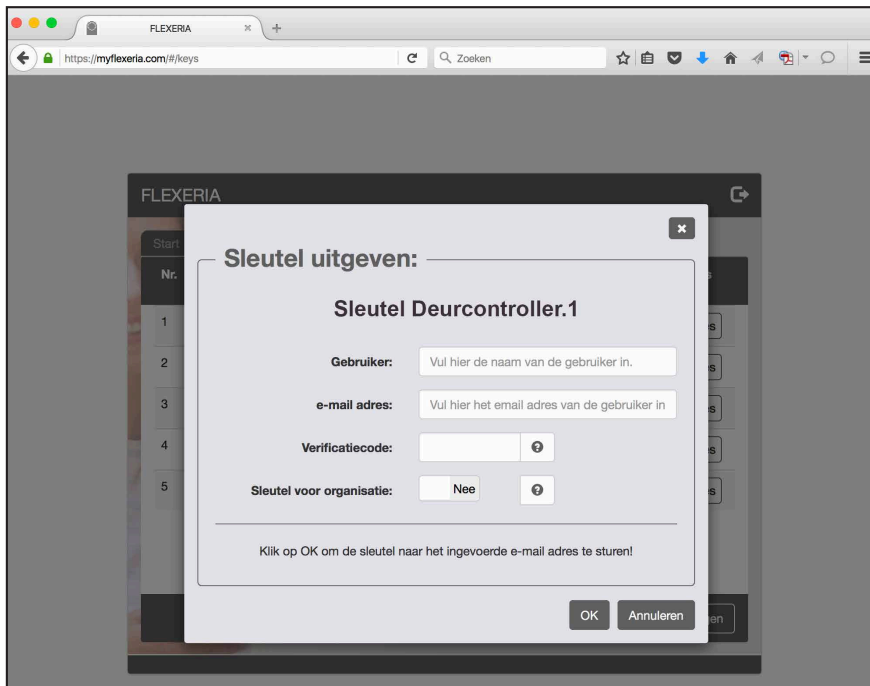 FLEXERIA
https://myflexeria.com/#/keys
Zoeken
FLEXERIA
Start
Nr.
1
2
3
4
5
Sleutel uitgeven:
Sleutel Deurcontroller.1
Gebruiker:
Vul hier de naam van de gebruiker in.
e-mail adres:
Vul hier het email adres van de gebruiker in
Verificatiecode:
Sleutel voor organisatie:
Nee
Klik op OK om de sleutel naar het ingevoerde e-mail adres te sturen!
OK
Annuleren